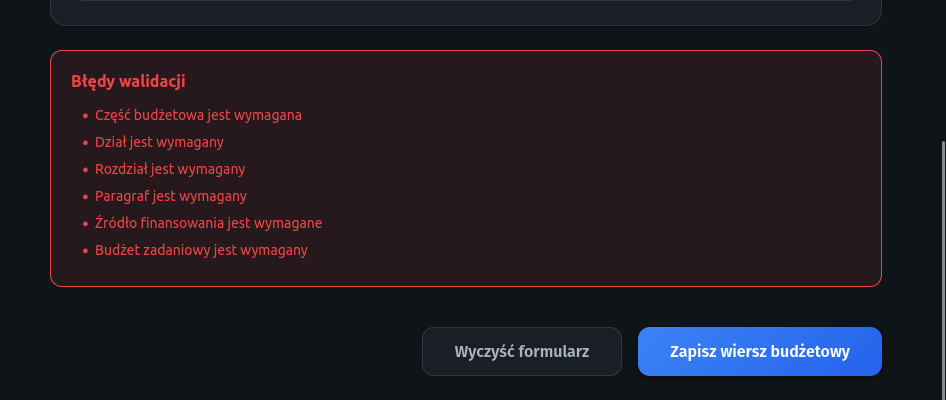 Błędy walidacji
Część budżetowa jest wymagana
Dział jest wymagany
Rozdział jest wymagany
Paragraf jest wymagany
Źródło finansowania jest wymagane
Budżet zadaniowy jest wymagany
Wyczyść formularz
Zapisz wiersz budżetowy